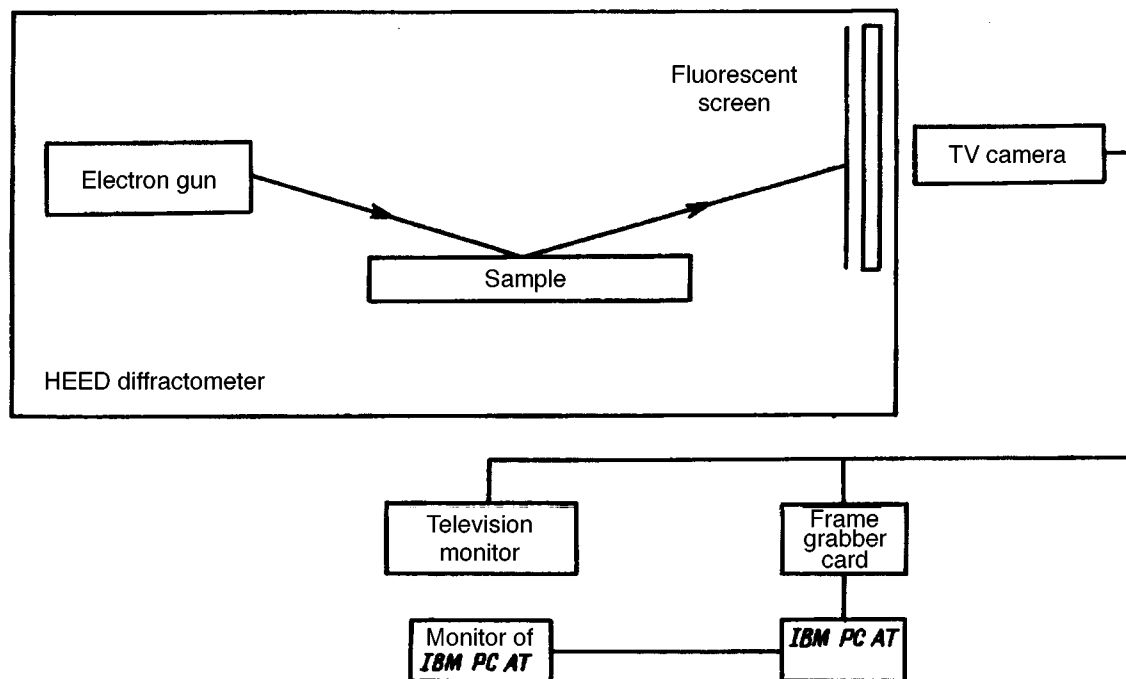 Fluorescent
screen
TV camera
Electron gun
Sample
HEED diffractometer
Television
monitor
Frame
grabber
card
Monitor of
IBM PC AT
IBM PC AT